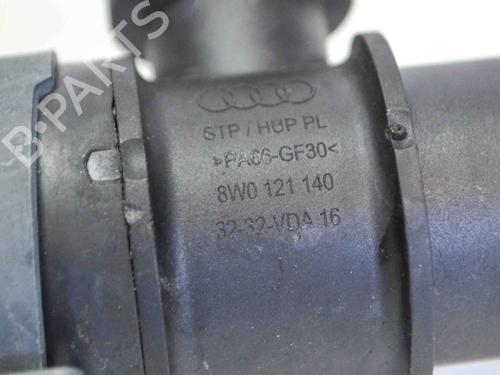 B-PARTS
STP / HUP PL
>PA66-GF30<
8W0 121 140
32-32-VDA 16